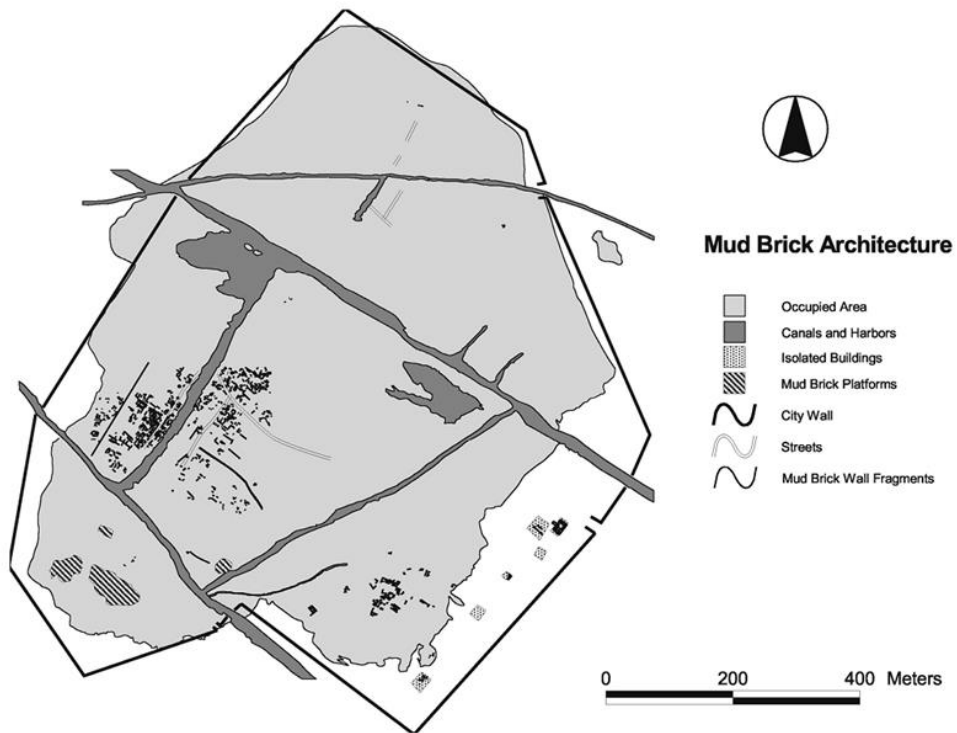 Mud Brick Architecture
Occupied Area
Canals and Harbors
Isolated Buildings
Mud Brick Platforms
City Wall
Streets
Mud Brick Wall Fragments
0 200 400 Meters